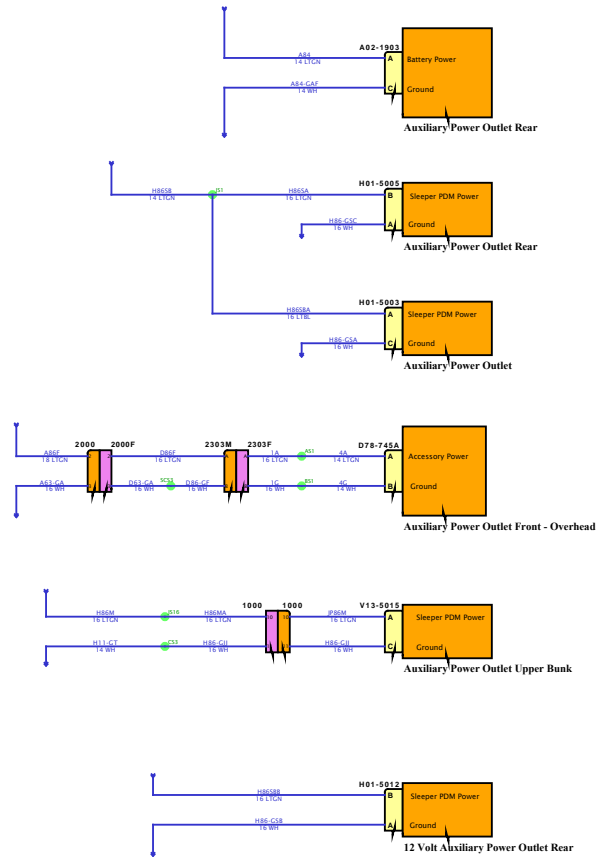 A02-1903
A84
14 LTGN
A
Battery Power
A84-GAF
14 WH
C
Ground
Auxiliary Power Outlet Rear
H01-5005
H86SB
14 LTGN
JS1
H86SA
16 LTGN
B
Sleeper PDM Power
H86-GSC
16 WH
A
Ground
Auxiliary Power Outlet Rear
H01-5003
H86SBA
16 LTBL
A
Sleeper PDM Power
H86-GSA
16 WH
C
Ground
Auxiliary Power Outlet
2000 2000F 2303M 2303F D78-745A
A86F
18 LTGN
2 2
D86F
16 LTGN
A A
1A
16 LTGN
AS1
4A
14 LTGN
A
Accessory Power
A63-GA
16 WH
D63-GA
16 WH
SCS3
D86-GF
16 WH
1G
16 WH
BS1
4G
14 WH
B
Ground
Auxiliary Power Outlet Front - Overhead
1000 1000 V13-5015
H86M
16 LTGN
JS16
H86MA
16 LTGN
10 10
JP86M
16 LTGN
A
Sleeper PDM Power
H11-GT
14 WH
CS3
H86-GJJ
16 WH
H86-GJJ
16 WH
C
Ground
Auxiliary Power Outlet Upper Bunk
H01-5012
H86SBB
16 LTGN
B
Sleeper PDM Power
H86-GSB
16 WH
A
Ground
12 Volt Auxiliary Power Outlet Rear